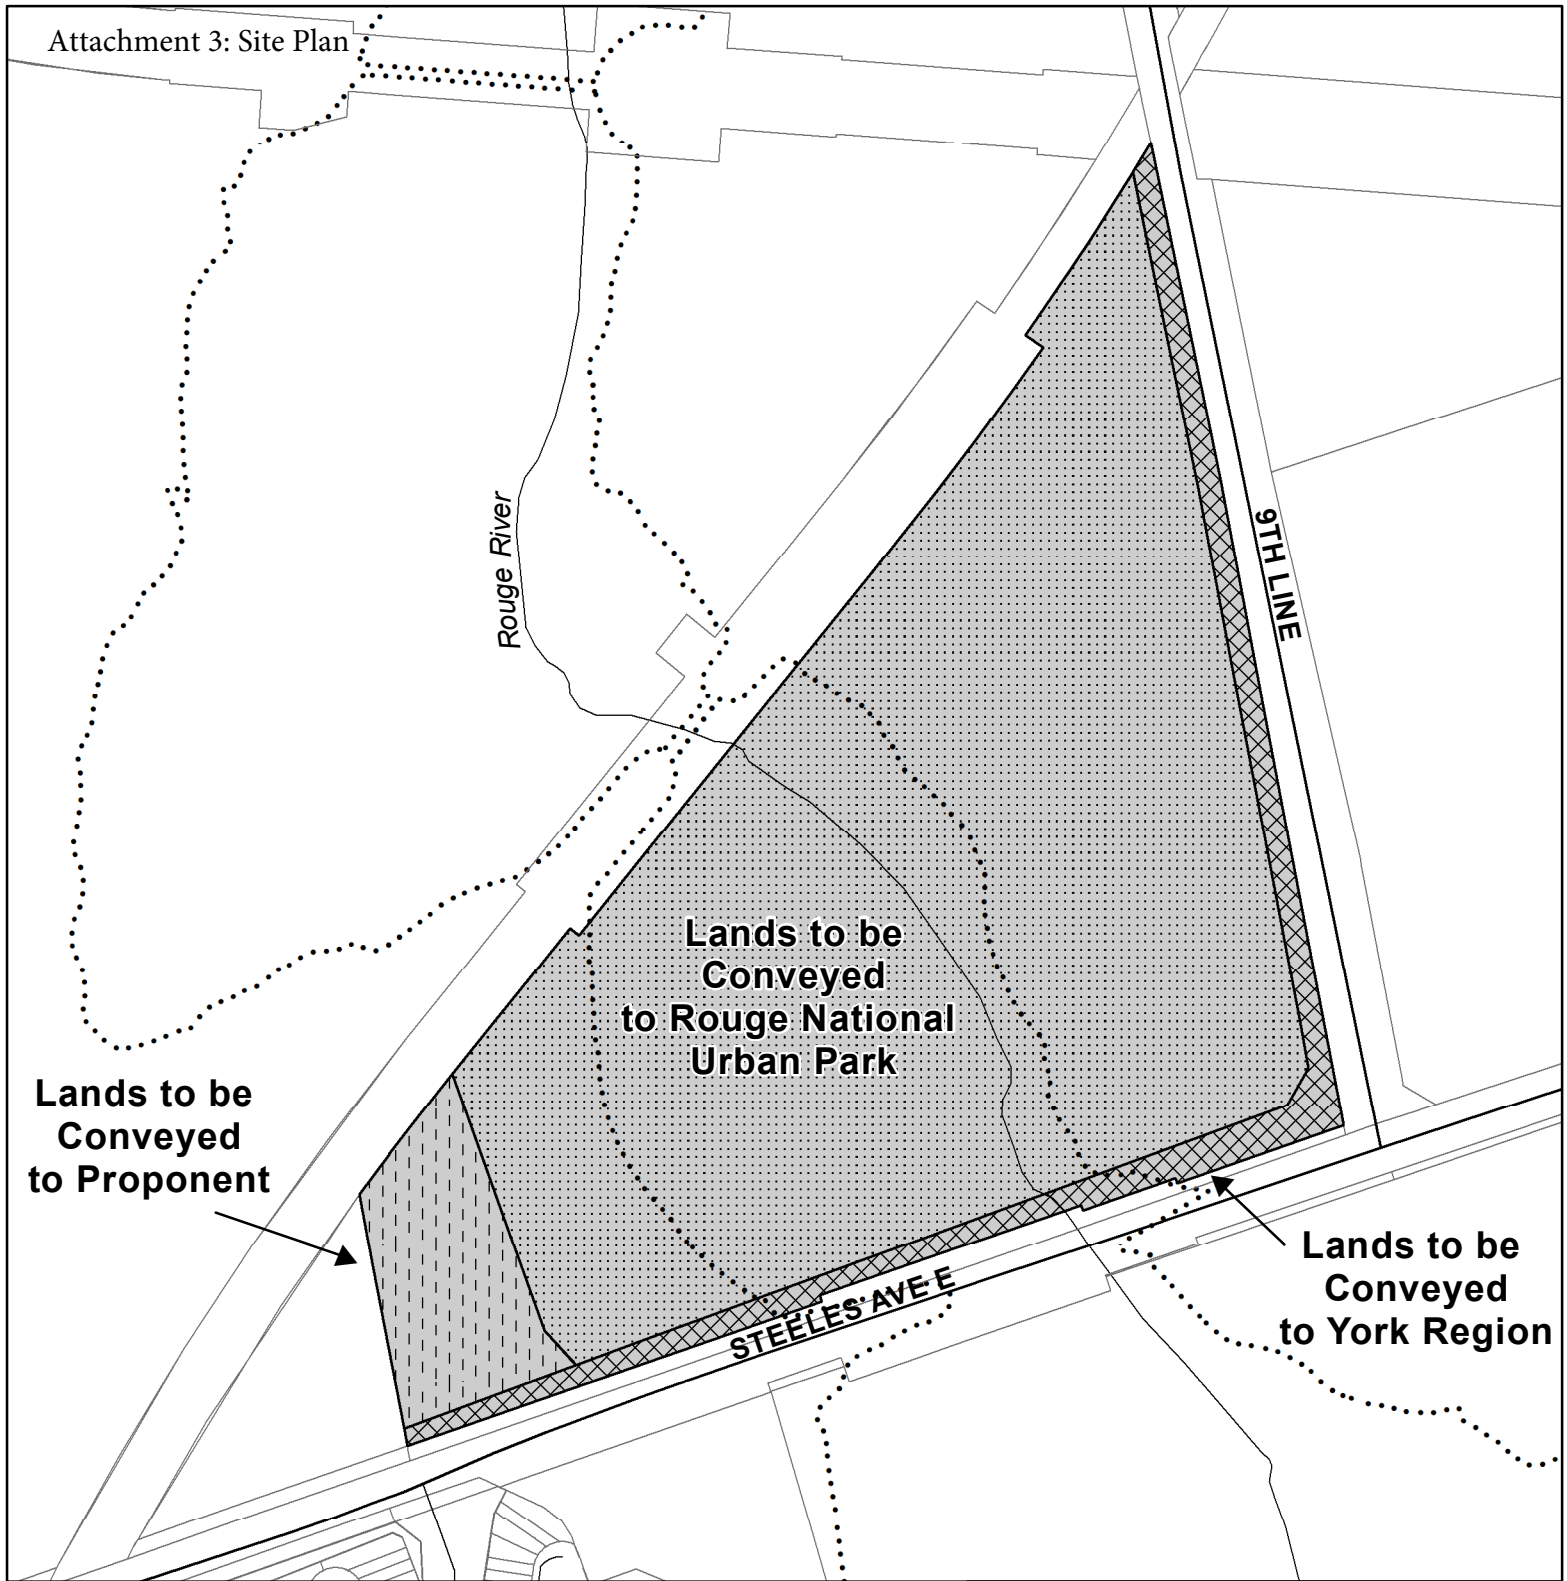 Attachment 3: Site Plan
Rouge River
9TH LINE
Lands to be
Conveyed
to Rouge National
Urban Park
Lands to be
Conveyed
to Proponent
STEELES AVE E
Lands to be
Conveyed
to York Region